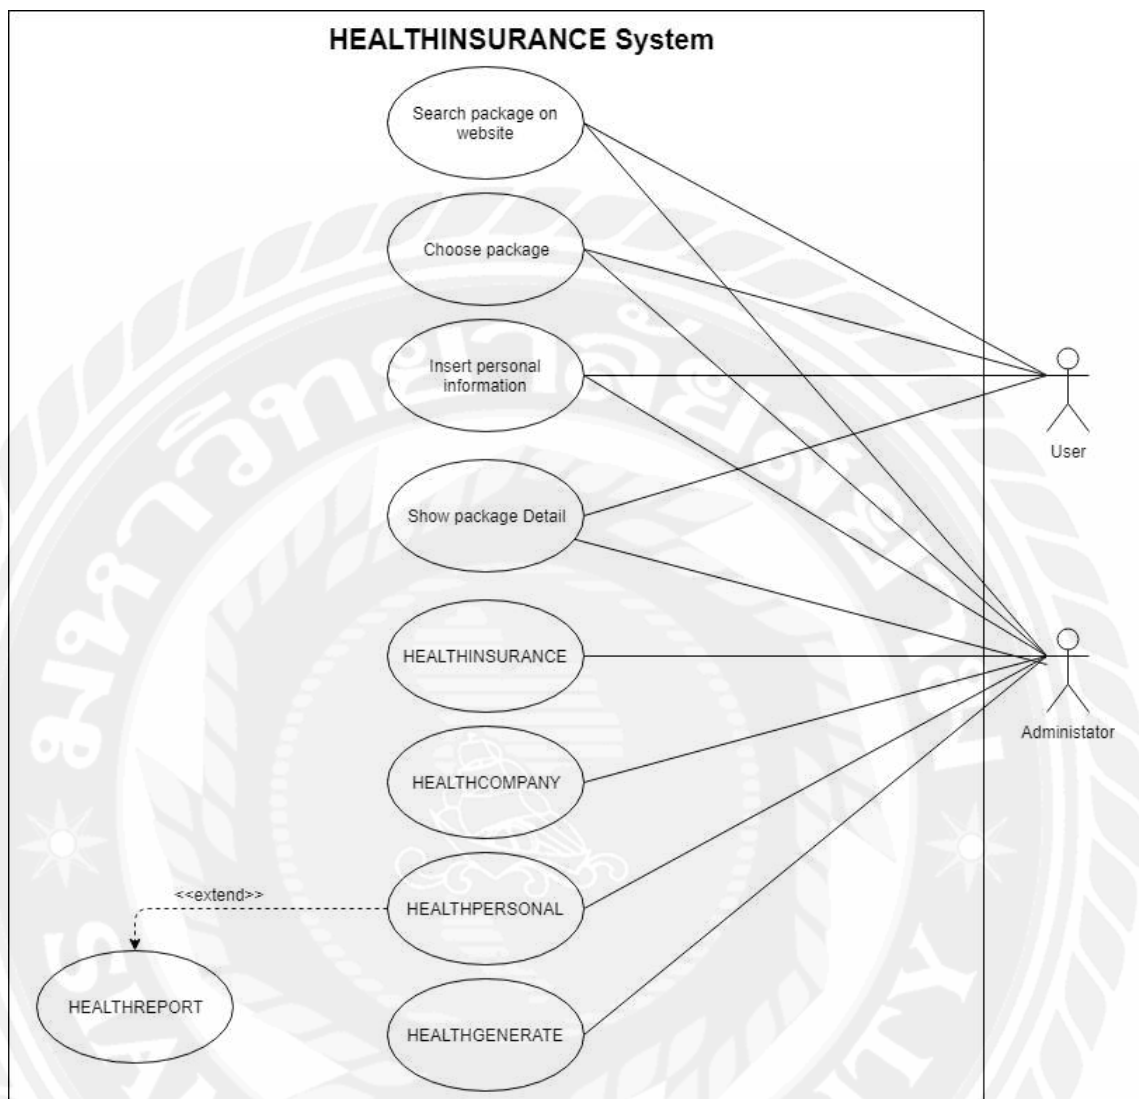 HEALTHINSURANCE System
Search package on
website
Choose package
Insert personal
information
User
Show package Detail
HEALTHINSURANCE
Administator
HEALTHCOMPANY
<<extend>>
HEALTHPERSONAL
HEALTHREPORT
HEALTHGENERATE